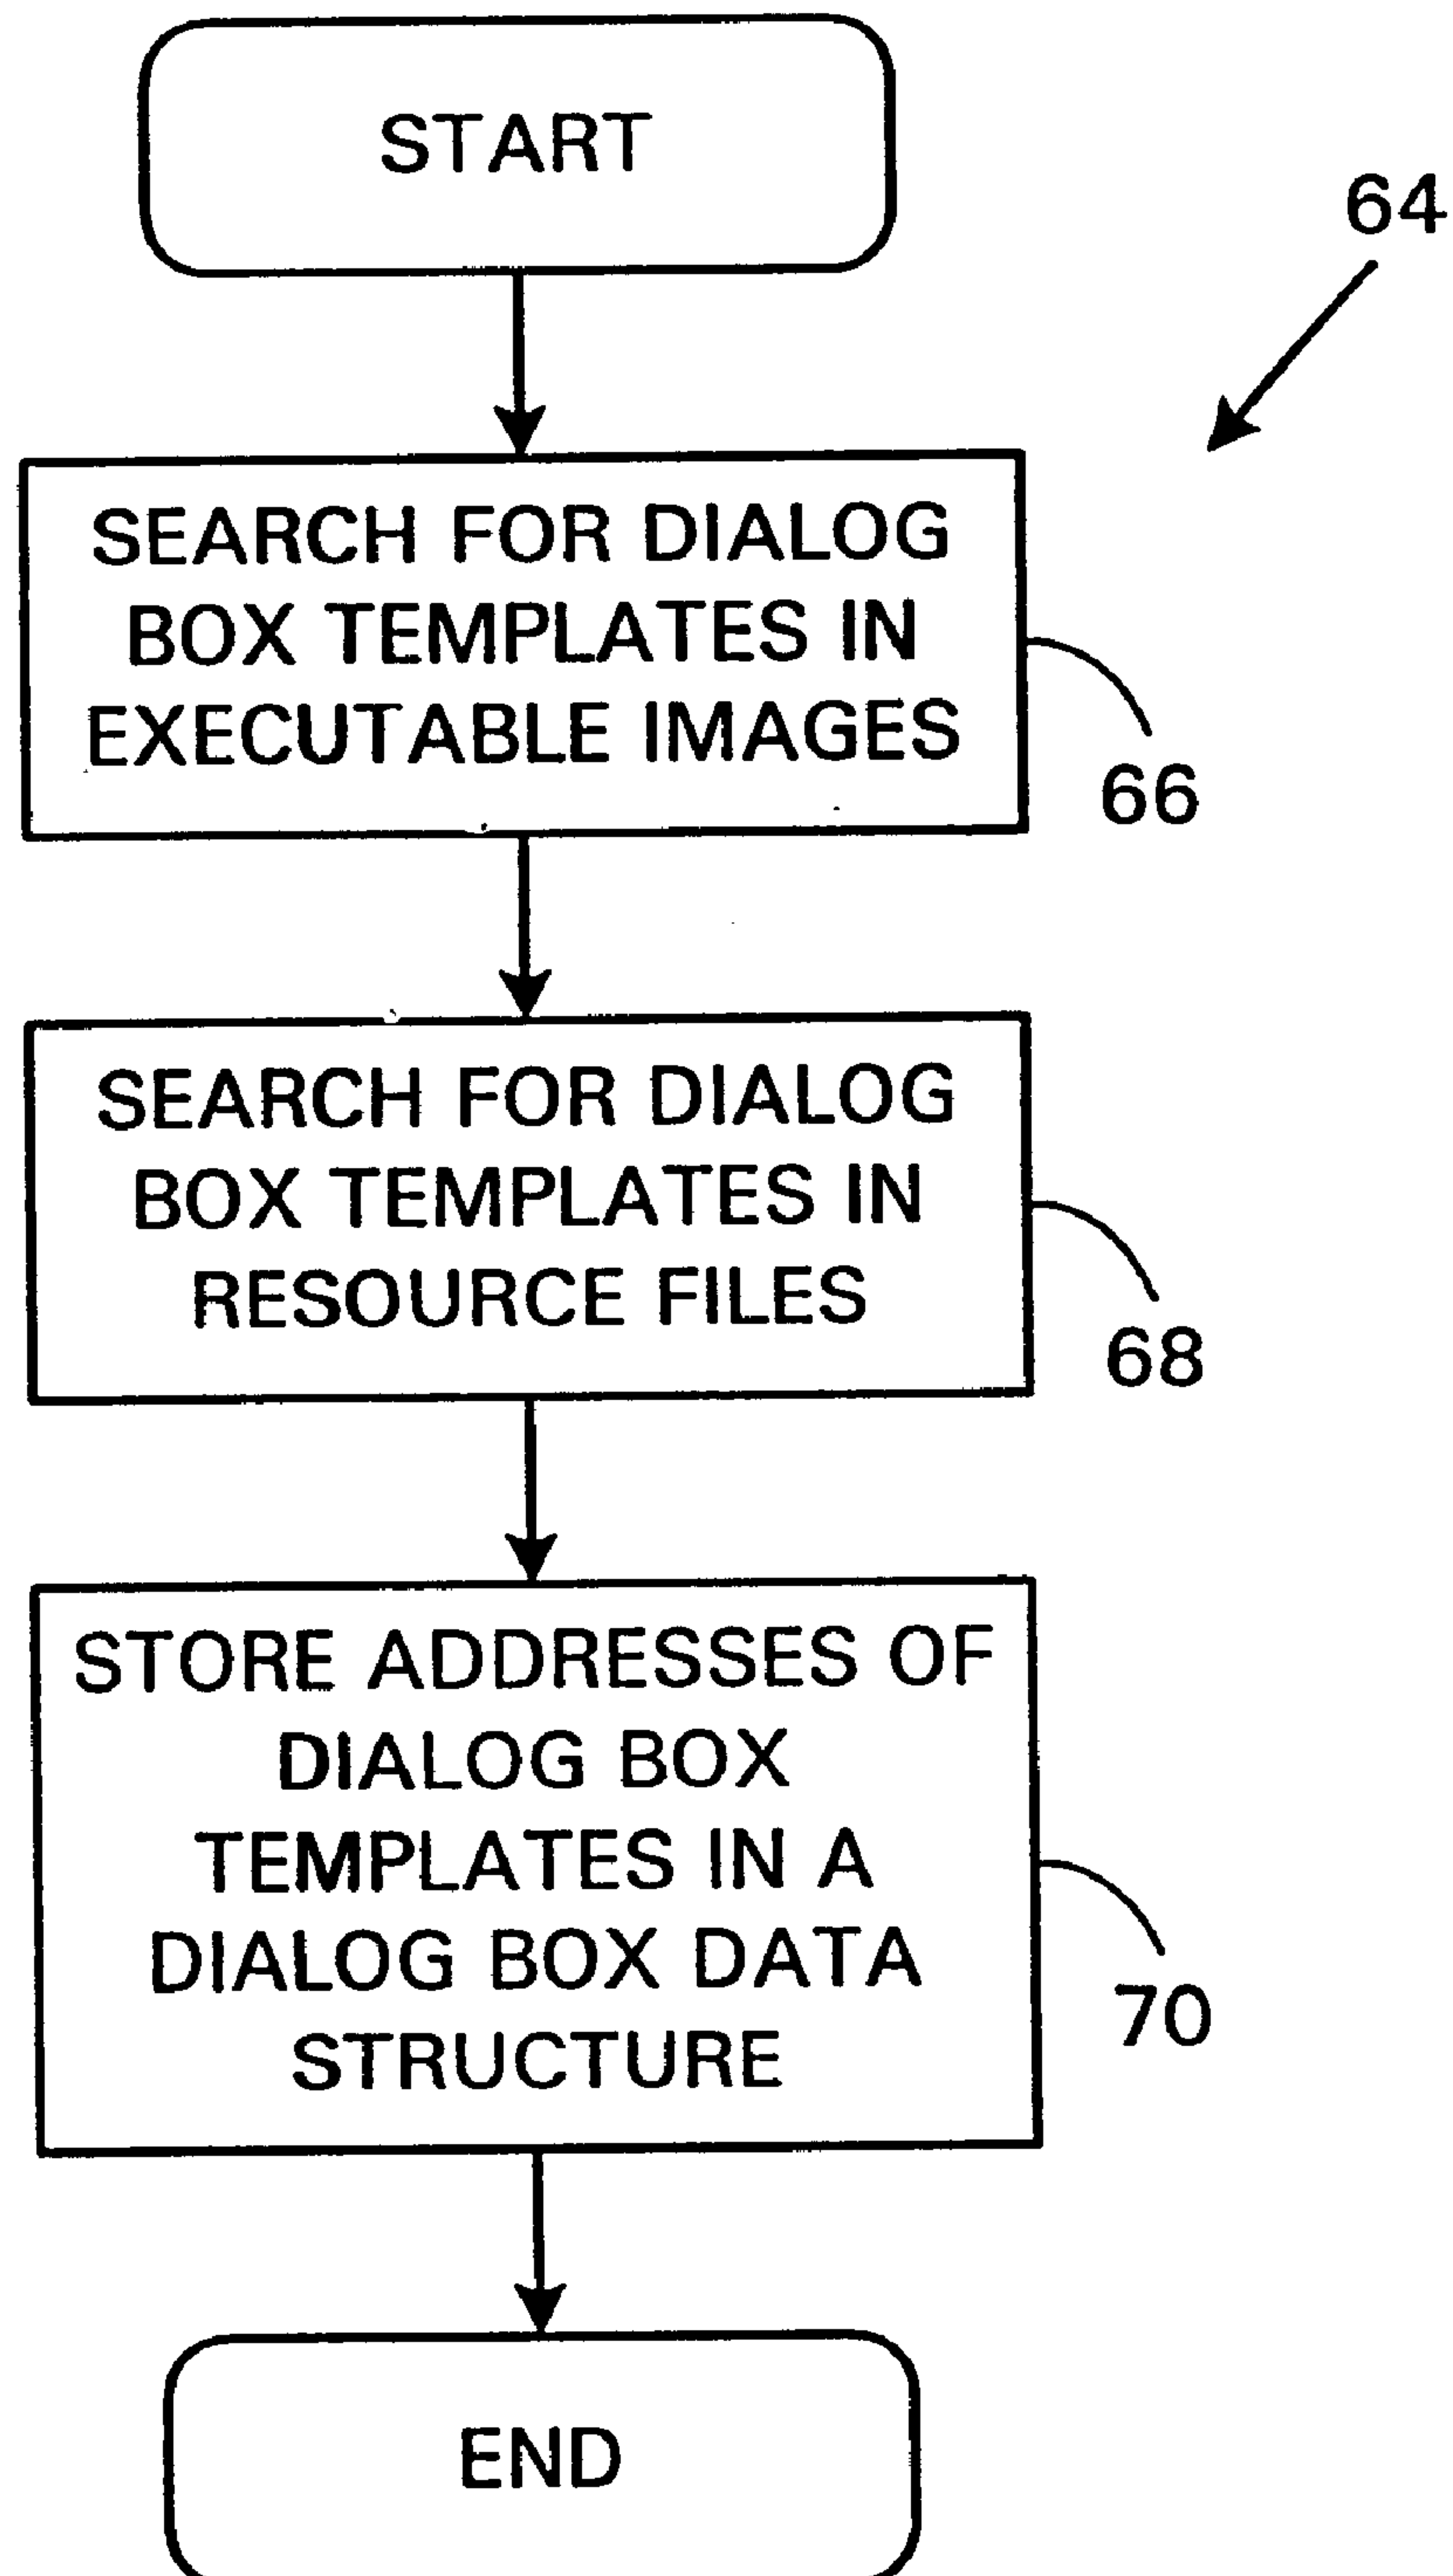 START
64
SEARCH FOR DIALOG
BOX TEMPLATES IN
EXECUTABLE IMAGES
66
SEARCH FOR DIALOG
BOX TEMPLATES IN
RESOURCE FILES
68
STORE ADDRESSES OF
DIALOG BOX
TEMPLATES IN A
DIALOG BOX DATA
STRUCTURE
70
END